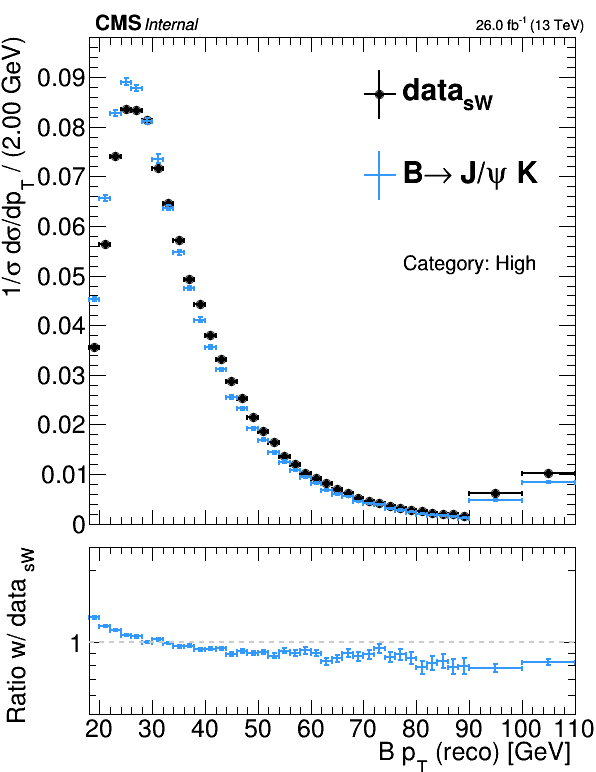 CMS Internal 26.0 fb⁻¹ (13 TeV)
1/σ dσ/dp_T / (2.00 GeV)
0.09
0.08
0.07
0.06
0.05
0.04
0.03
0.02
0.01
0
data_sW
B→ J/ψ K
Category: High
Ratio w/ data_sW
1
20 30 40 50 60 70 80 90 100 110
B p_T (reco) [GeV]